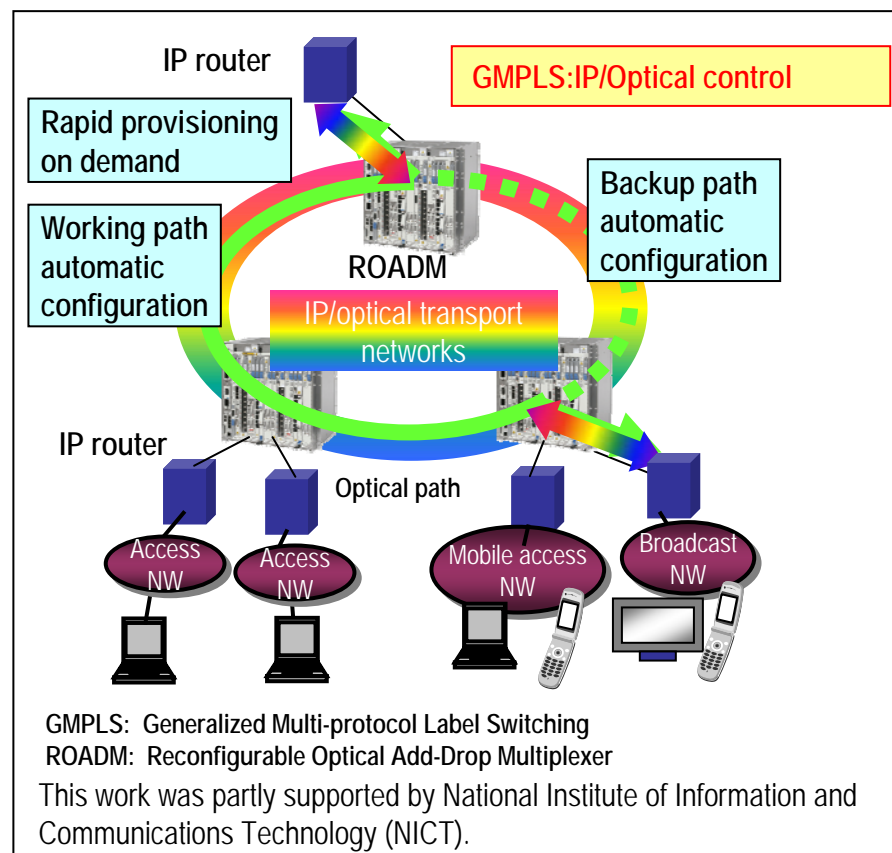 IP router
GMPLS:IP/Optical control
Rapid provisioning
on demand
Backup path
automatic
configuration
Working path
automatic
configuration
ROADM
IP/optical transport
networks
IP router
Optical path
Access
NW
Access
NW
Mobile access
NW
Broadcast
NW
GMPLS: Generalized Multi-protocol Label Switching
ROADM: Reconfigurable Optical Add-Drop Multiplexer
This work was partly supported by National Institute of Information and
Communications Technology (NICT).